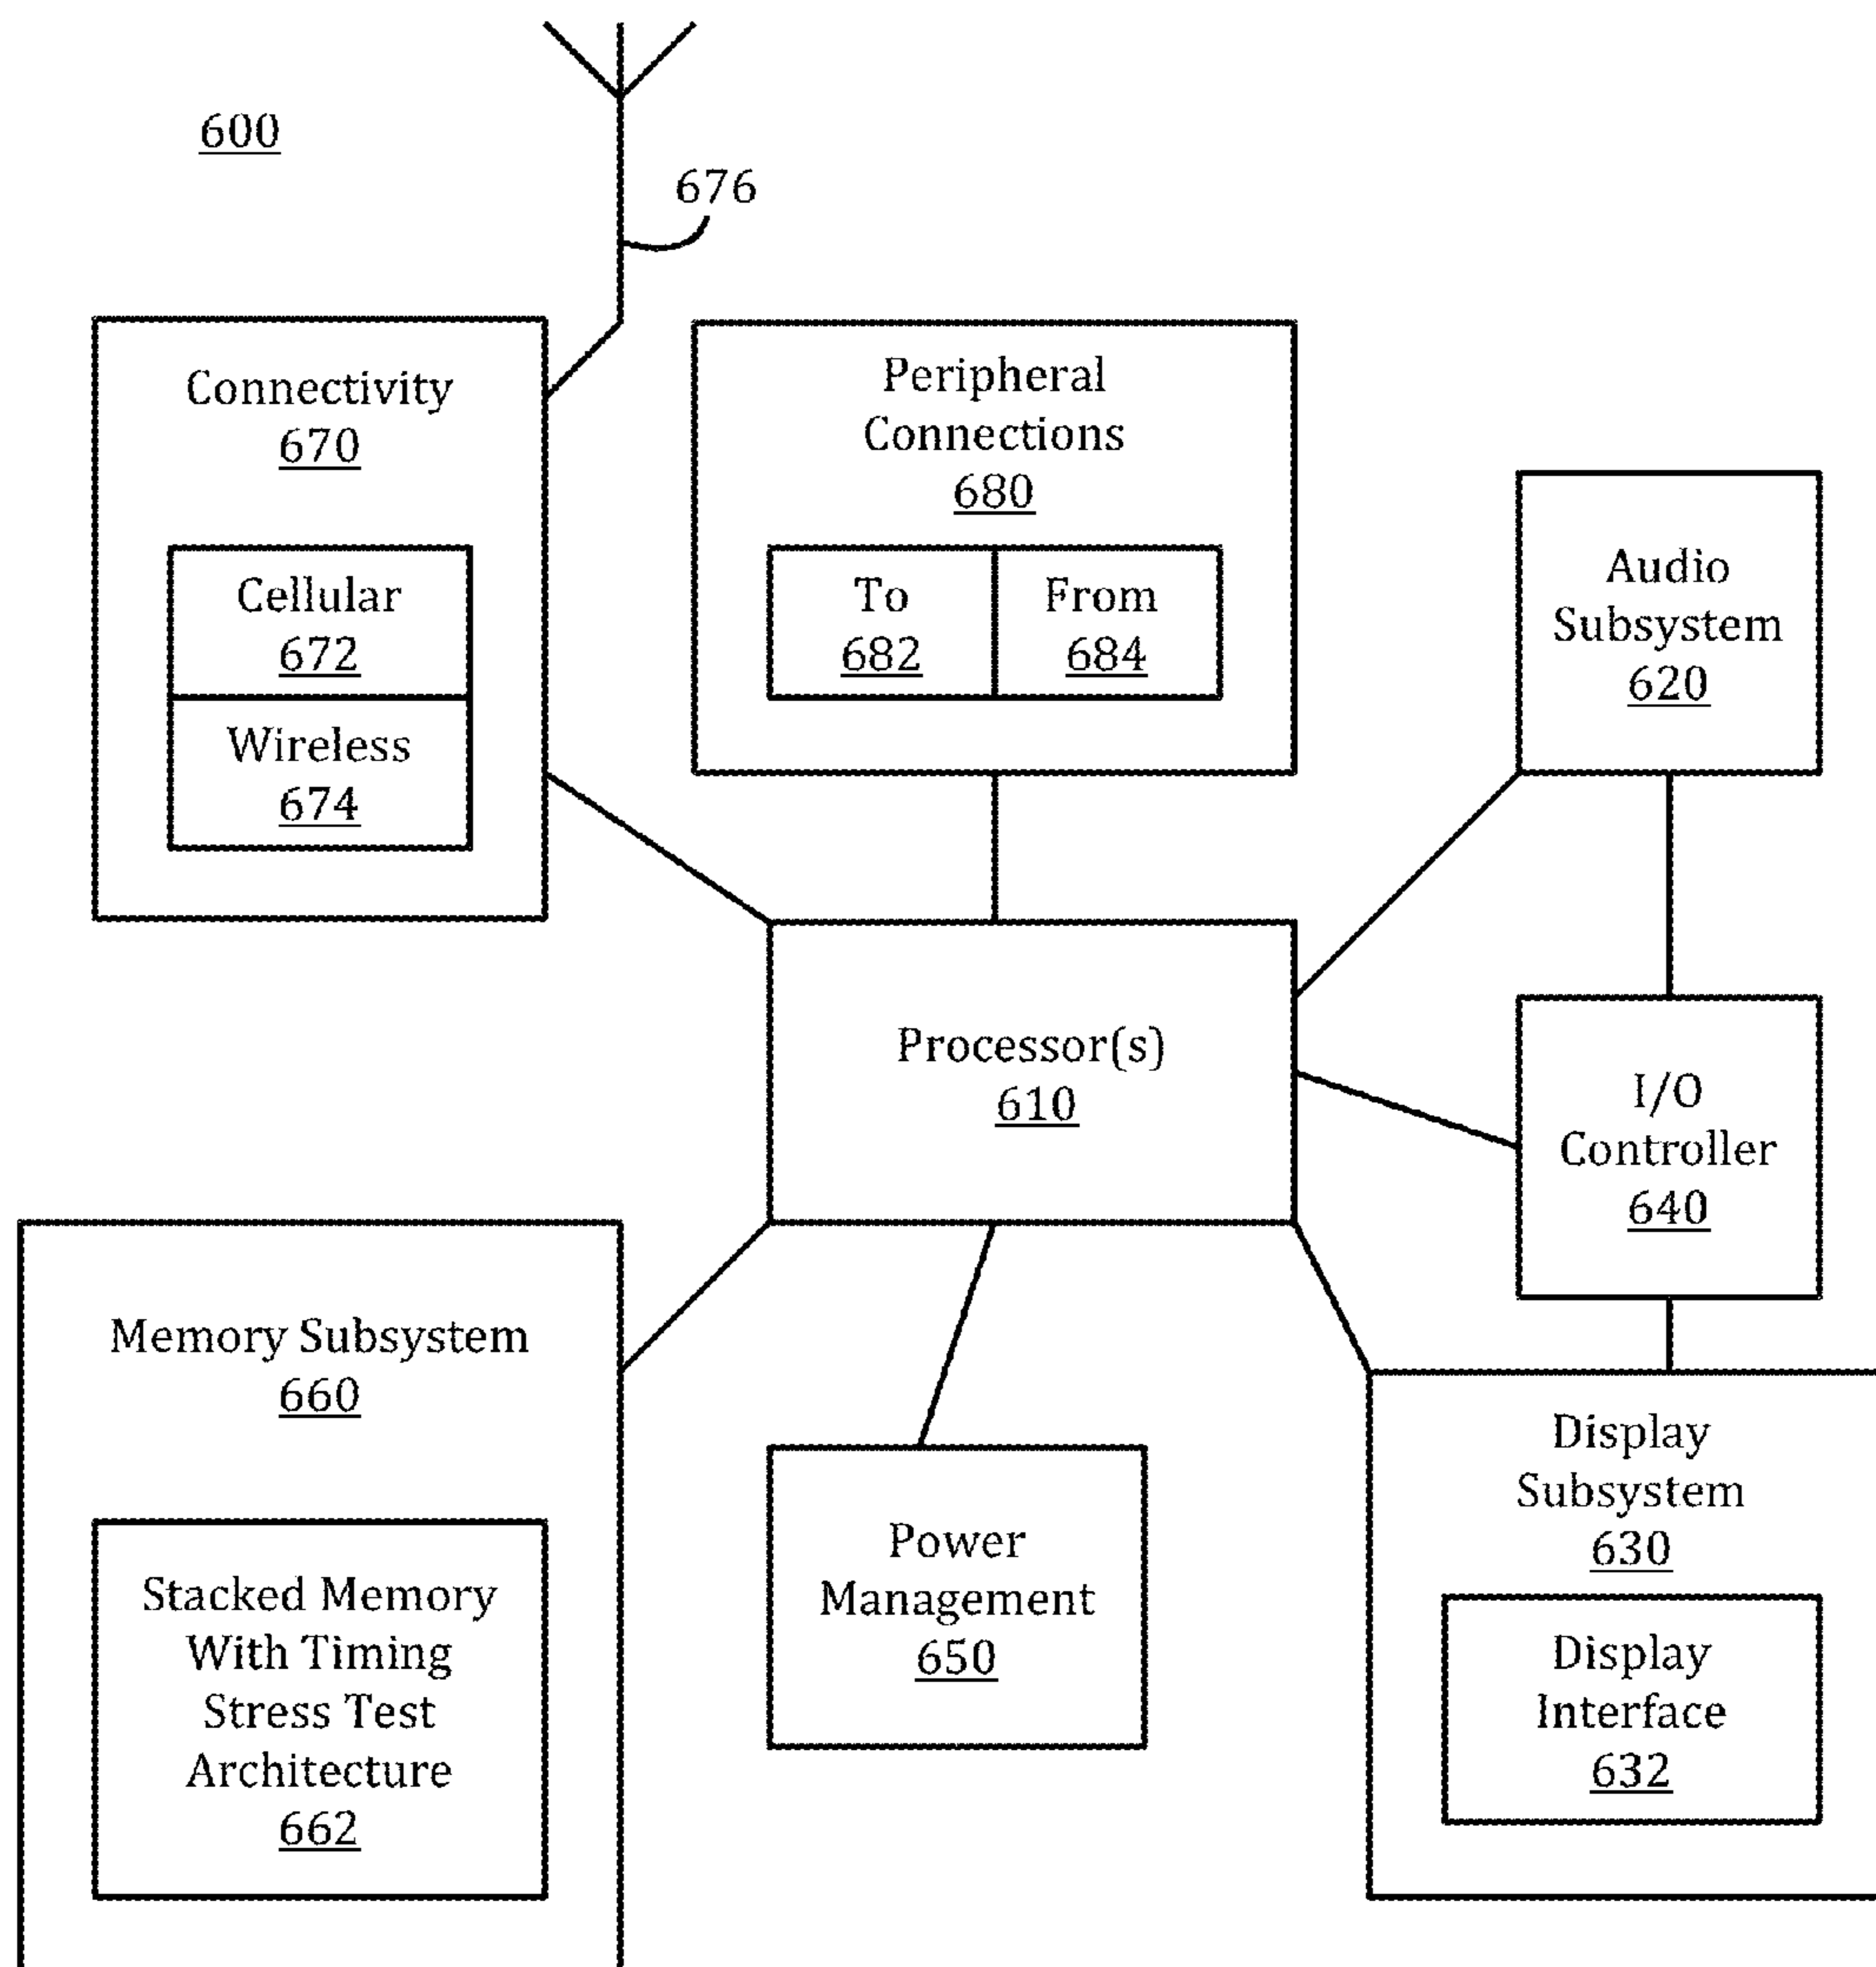 600
676
Connectivity
670
Cellular
672
Wireless
674
Peripheral
Connections
680
To
682
From
684
Audio
Subsystem
620
Processor(s)
610
I/O
Controller
640
Memory Subsystem
660
Stacked Memory
With Timing
Stress Test
Architecture
662
Power
Management
650
Display
Subsystem
630
Display
Interface
632